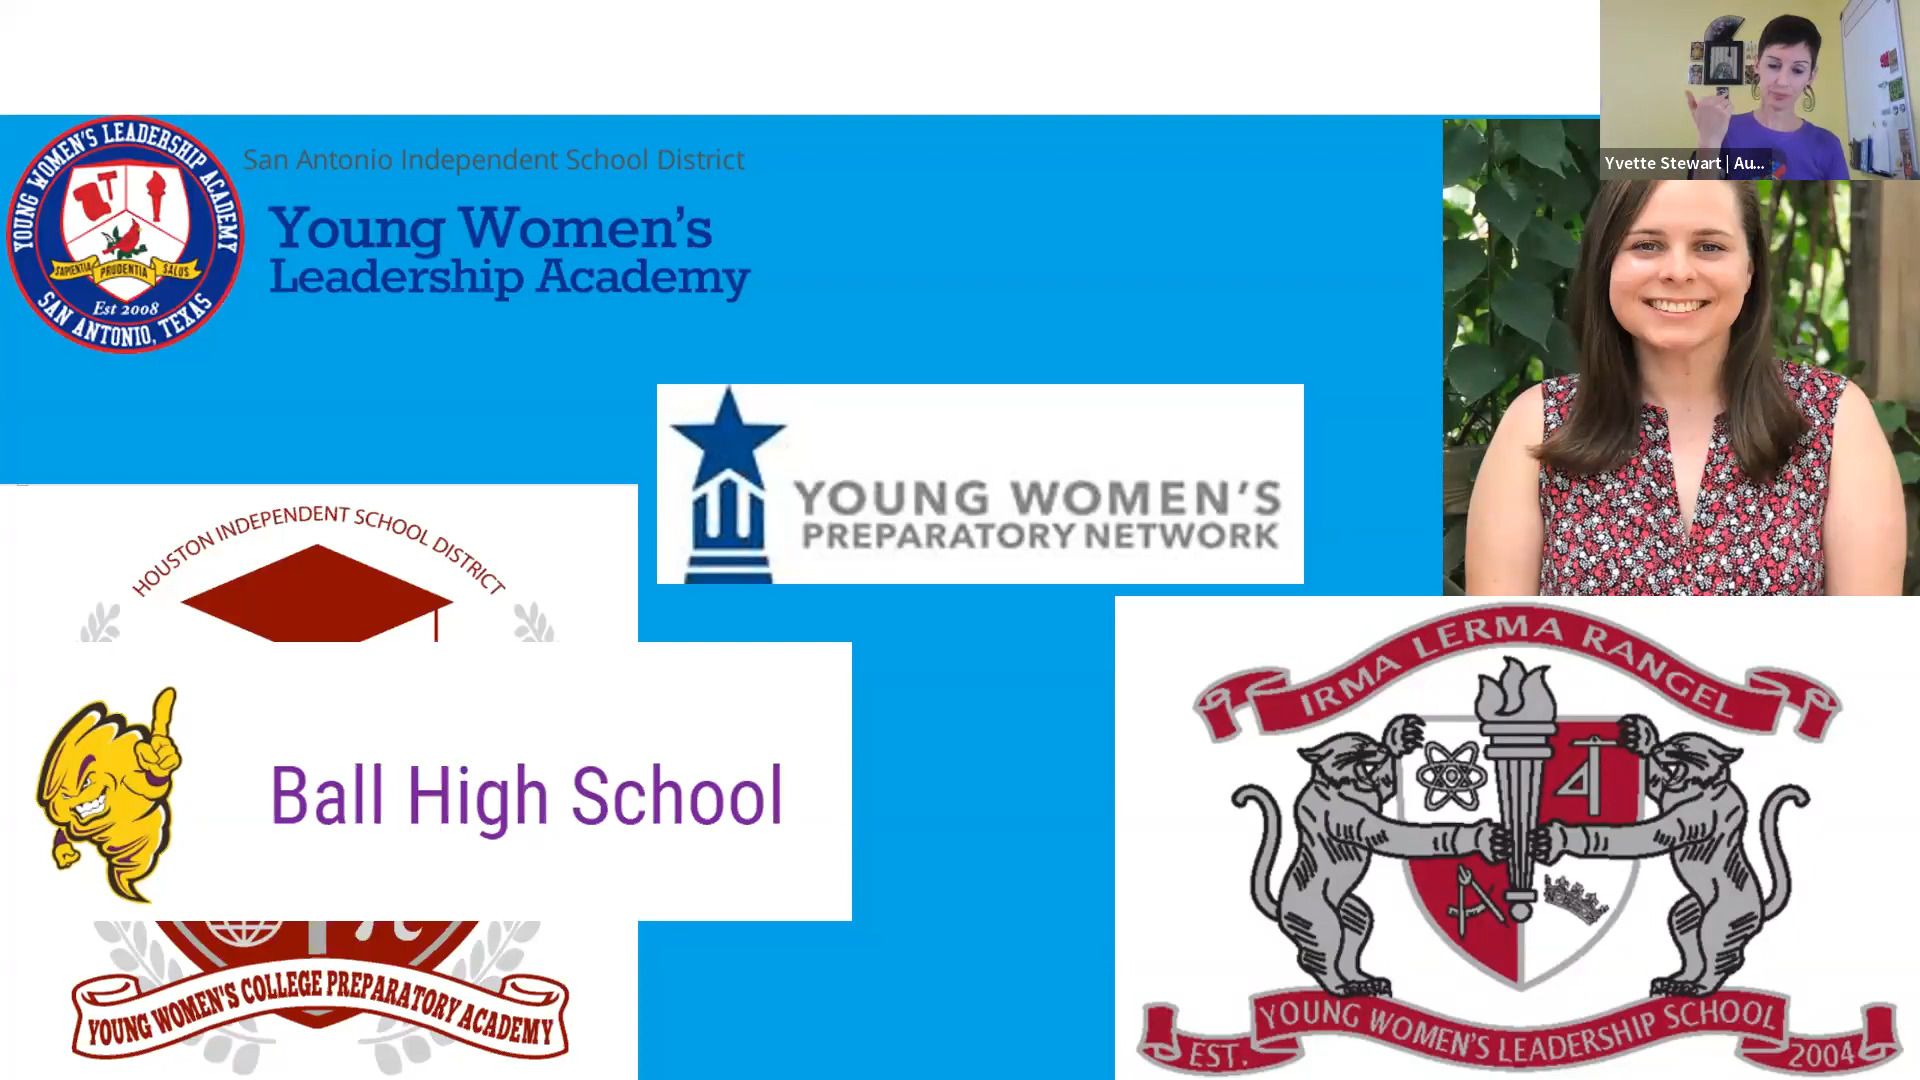 Yvette Stewart | Au...
YOUNG WOMEN'S LEADERSHIP ACADEMY
SAPIENTIA PRUDENTIA SALUS
Est 2008
SAN ANTONIO, TEXAS
San Antonio Independent School District
Young Women's
Leadership Academy
YOUNG WOMEN'S
PREPARATORY NETWORK
HOUSTON INDEPENDENT SCHOOL DISTRICT
Ball High School
YOUNG WOMEN'S COLLEGE PREPARATORY ACADEMY
IRMA LERMA RANGEL
YOUNG WOMEN'S LEADERSHIP SCHOOL
EST. 2004